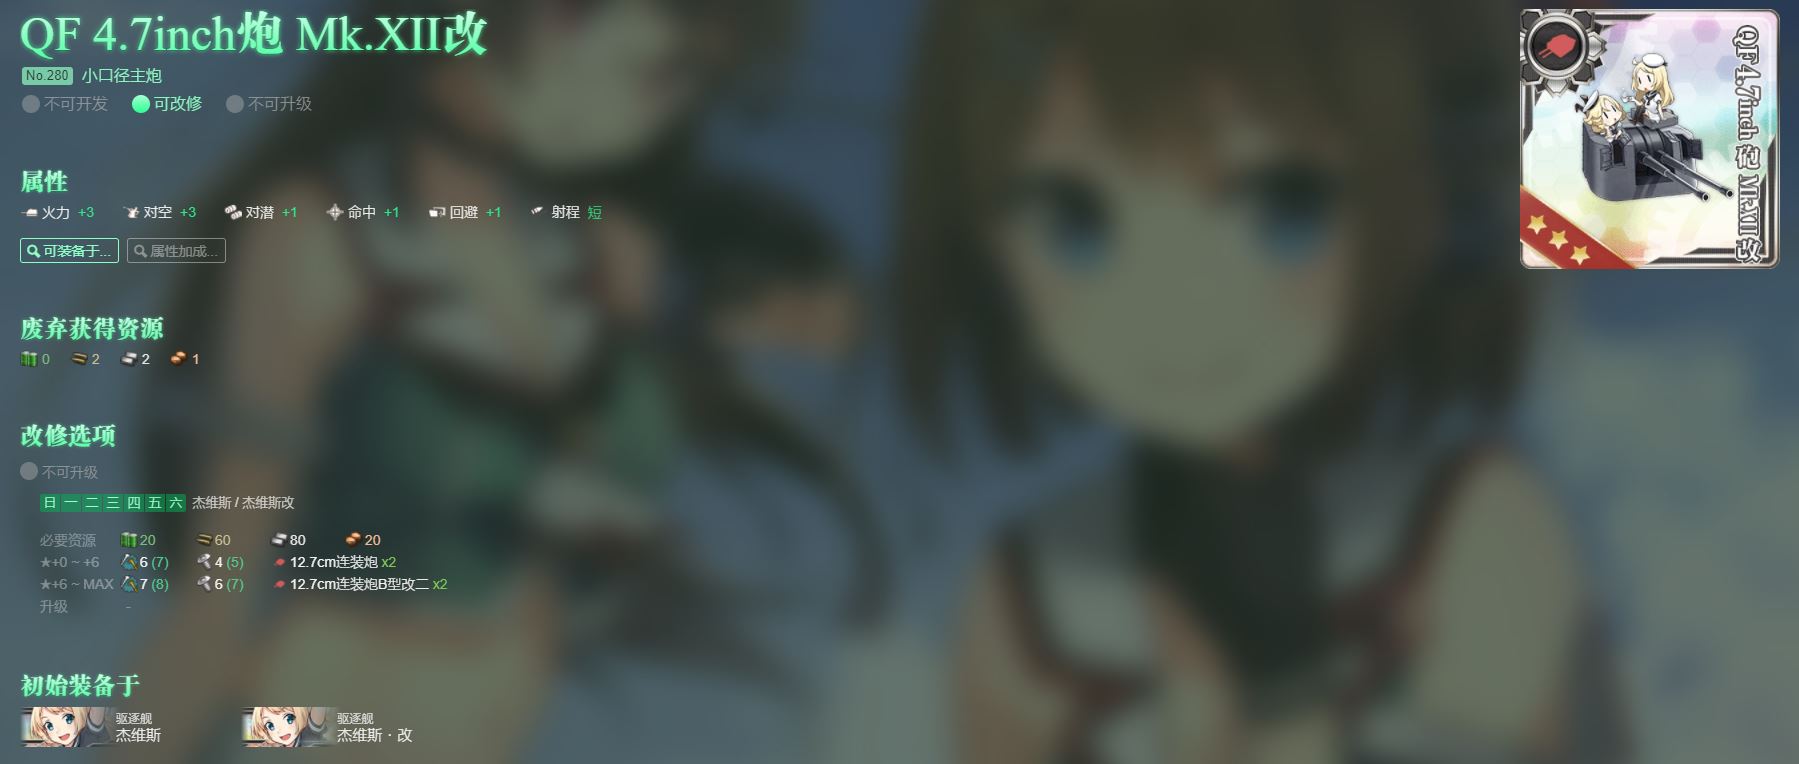 QF 4.7inch炮 Mk.XII改
No.280 小口径主炮
不可开发 可改修 不可升级
属性
火力 +3 对空 +3 对潜 +1 命中 +1 回避 +1 射程 短
可装备于... 属性加成...
废弃获得资源
0 2 2 1
改修选项
不可升级
日 一 二 三 四 五 六 杰维斯 / 杰维斯改
必要资源 20 60 80 20
★+0 ~ +6 6 (7) 4 (5) 12.7cm连装炮 x2
★+6 ~ MAX 7 (8) 6 (7) 12.7cm连装炮B型改二 x2
升级 -
初始装备于
驱逐舰
杰维斯
驱逐舰
杰维斯 · 改
QF 4.7inch 砲 Mk.XII 改